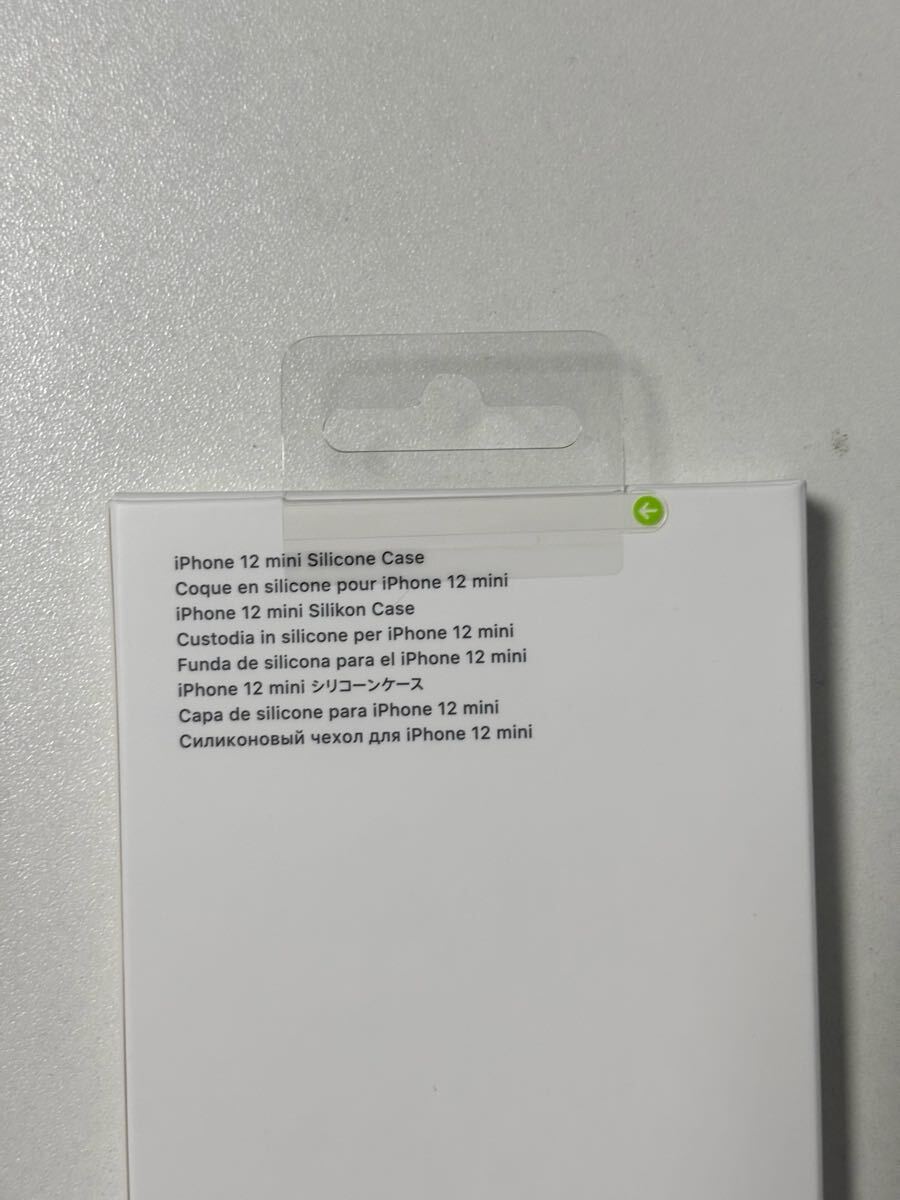 iPhone 12 mini Silicone Case
Coque en silicone pour iPhone 12 mini
iPhone 12 mini Silikon Case
Custodia in silicone per iPhone 12 mini
Funda de silicona para el iPhone 12 mini
iPhone 12 mini シリコーンケース
Capa de silicone para iPhone 12 mini
Силиконовый чехол для iPhone 12 mini